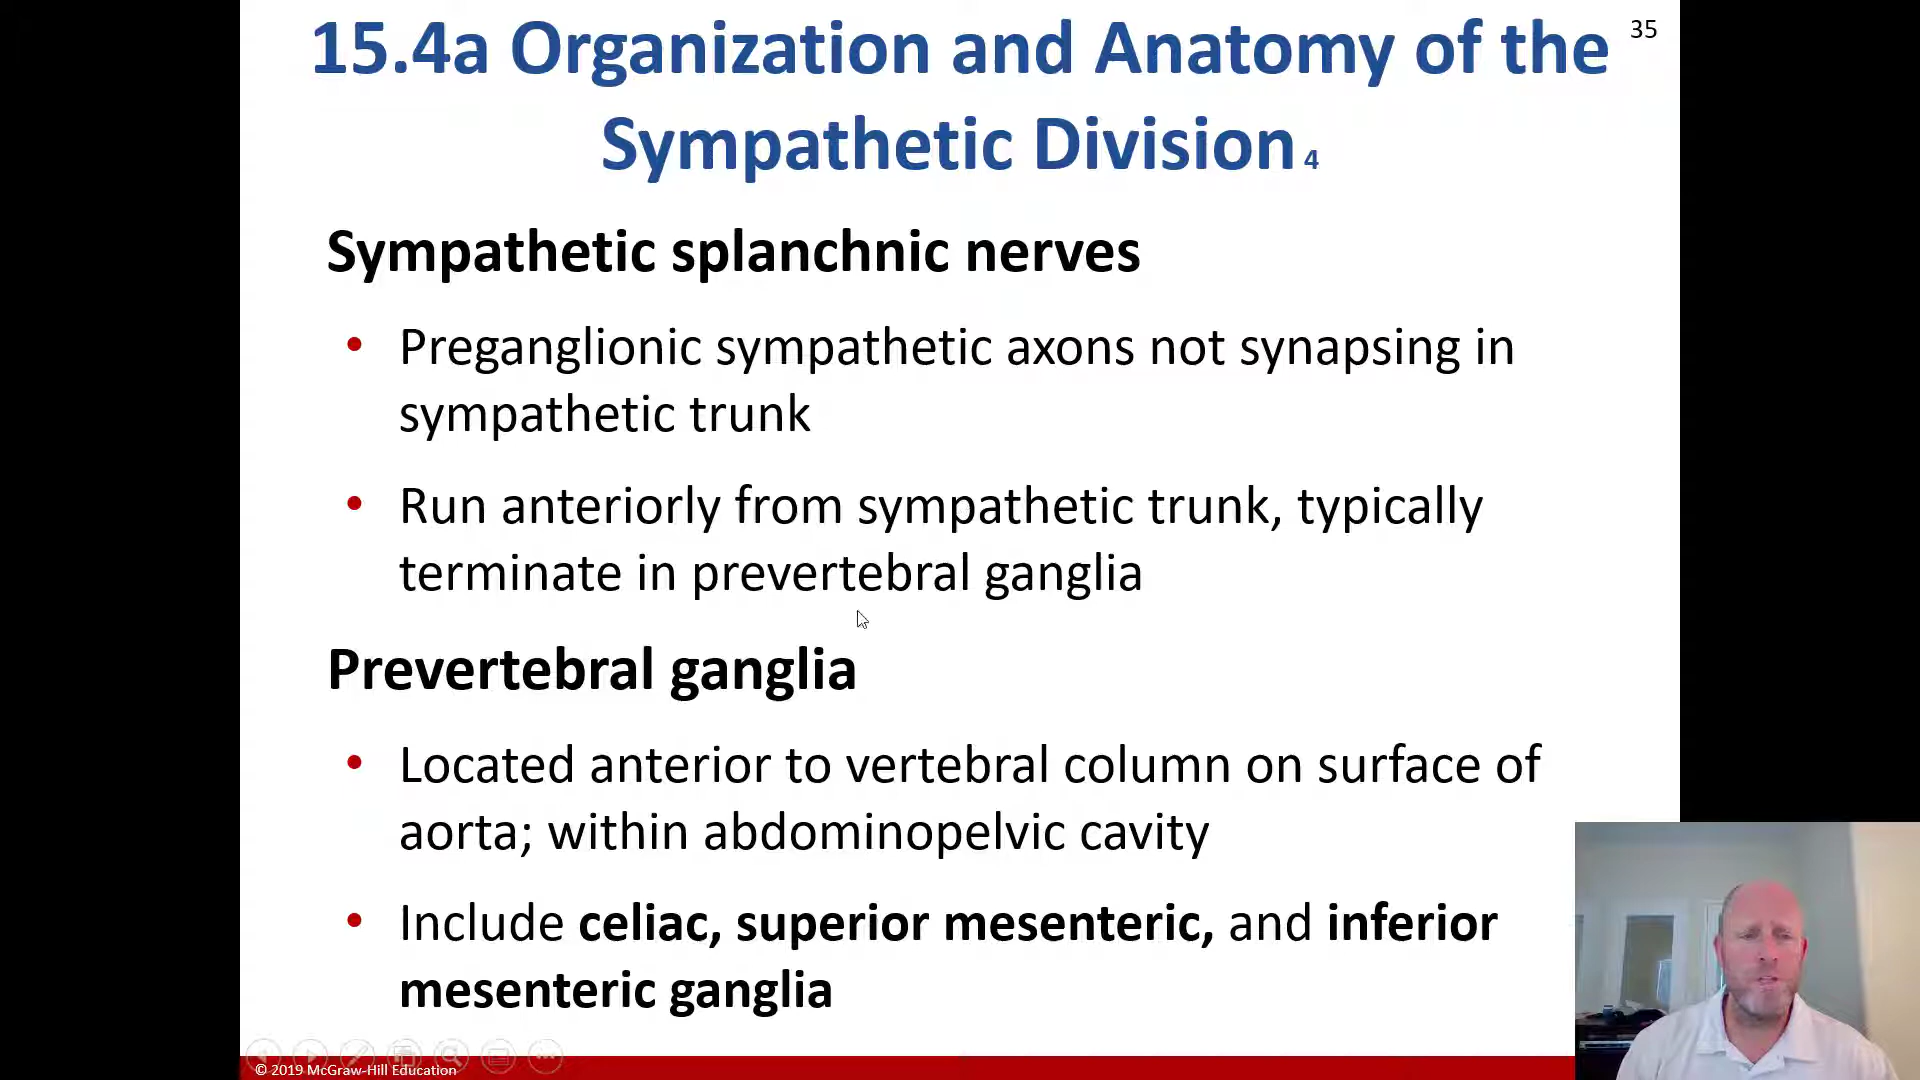 35
15.4a Organization and Anatomy of the
Sympathetic Division 4
Sympathetic splanchnic nerves
• Preganglionic sympathetic axons not synapsing in
sympathetic trunk
• Run anteriorly from sympathetic trunk, typically
terminate in prevertebral ganglia
Prevertebral ganglia
• Located anterior to vertebral column on surface of
aorta; within abdominopelvic cavity
• Include celiac, superior mesenteric, and inferior
mesenteric ganglia
© 2019 McGraw-Hill Education